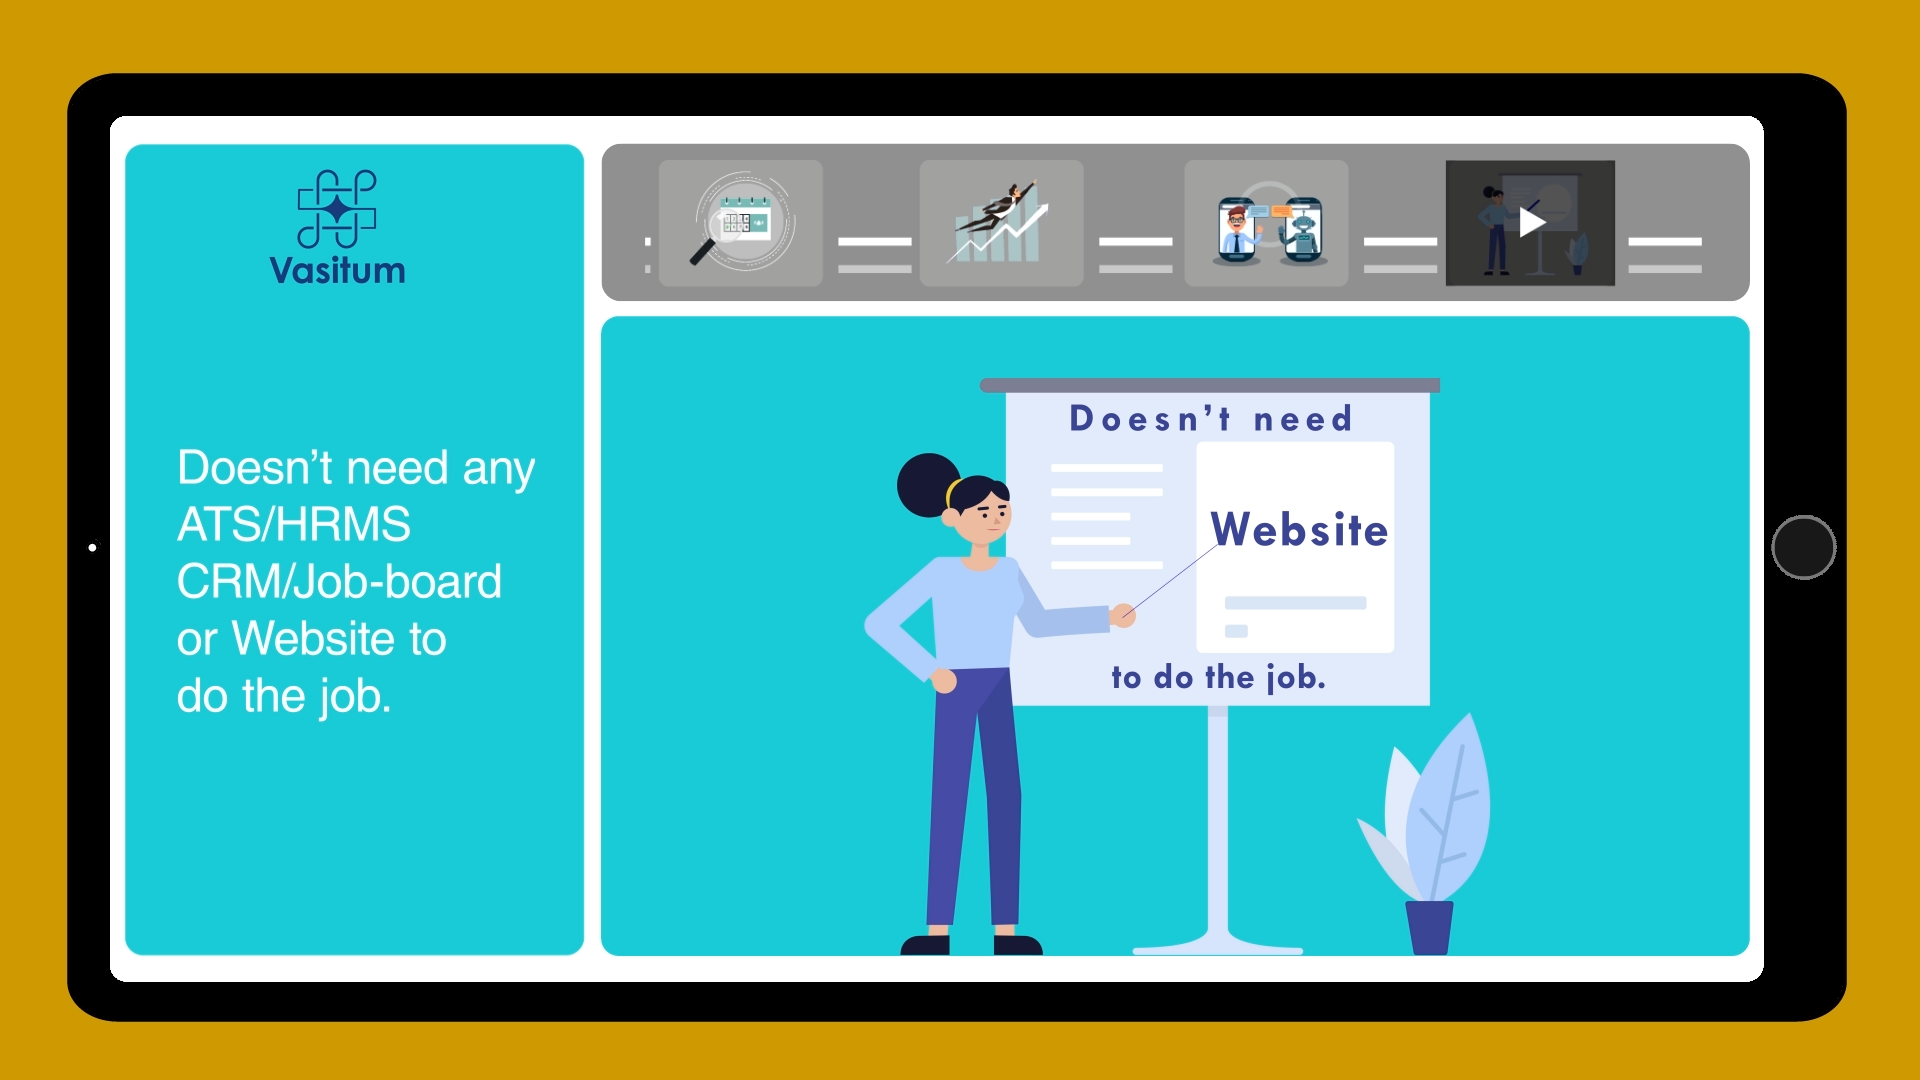 Vasitum
Doesn’t need any
ATS/HRMS
CRM/Job-board
or Website to
do the job.
Doesn’t need
Website
to do the job.